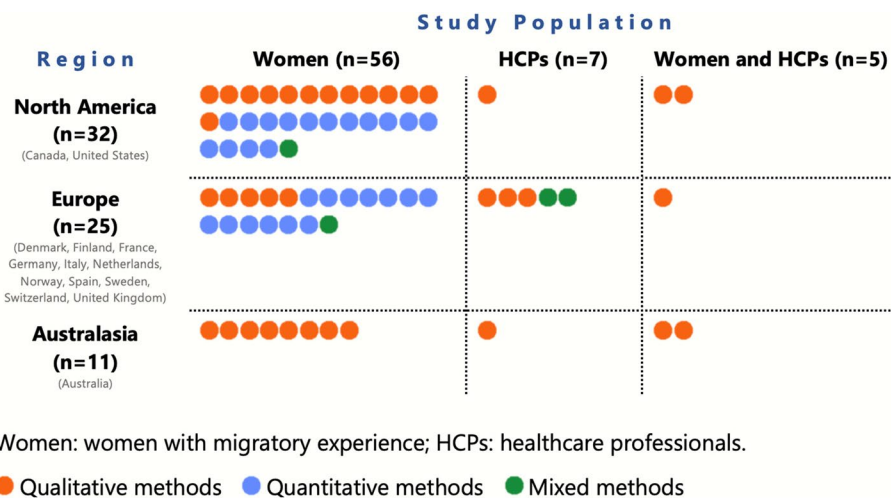 Study Population
Region
Women (n=56)
HCPs (n=7)
Women and HCPs (n=5)
North America
(n=32)
(Canada, United States)
Europe
(n=25)
(Denmark, Finland, France,
Germany, Italy, Netherlands,
Norway, Spain, Sweden,
Switzerland, United Kingdom)
Australasia
(n=11)
(Australia)
Women: women with migratory experience; HCPs: healthcare professionals.
Qualitative methods
Quantitative methods
Mixed methods